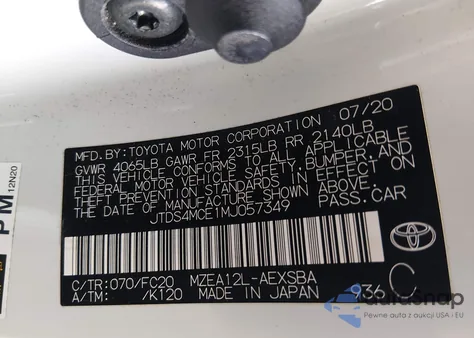 MFD.BY:TOYOTA MOTOR CORPORATION 07/20
GVWR 4065LB GAWR FR 2315LB RR 2140LB
THIS VEHICLE CONFORMS TO ALL APPLICABLE
FEDERAL MOTOR VEHICLE SAFETY, BUMPER, AND
THEFT PREVENTION STANDARDS IN EFFECT ON
THE DATE OF MANUFACTURE SHOWN ABOVE.
JTDS4MCE1MJ057349 PASS.CAR
C/TR:070/FC20 MZEA12L-AEXSBA
A/TM: /K120 MADE IN JAPAN 936 C
TOYOTA
PM
12N20
autosnap
Pewne auta z USA i EU